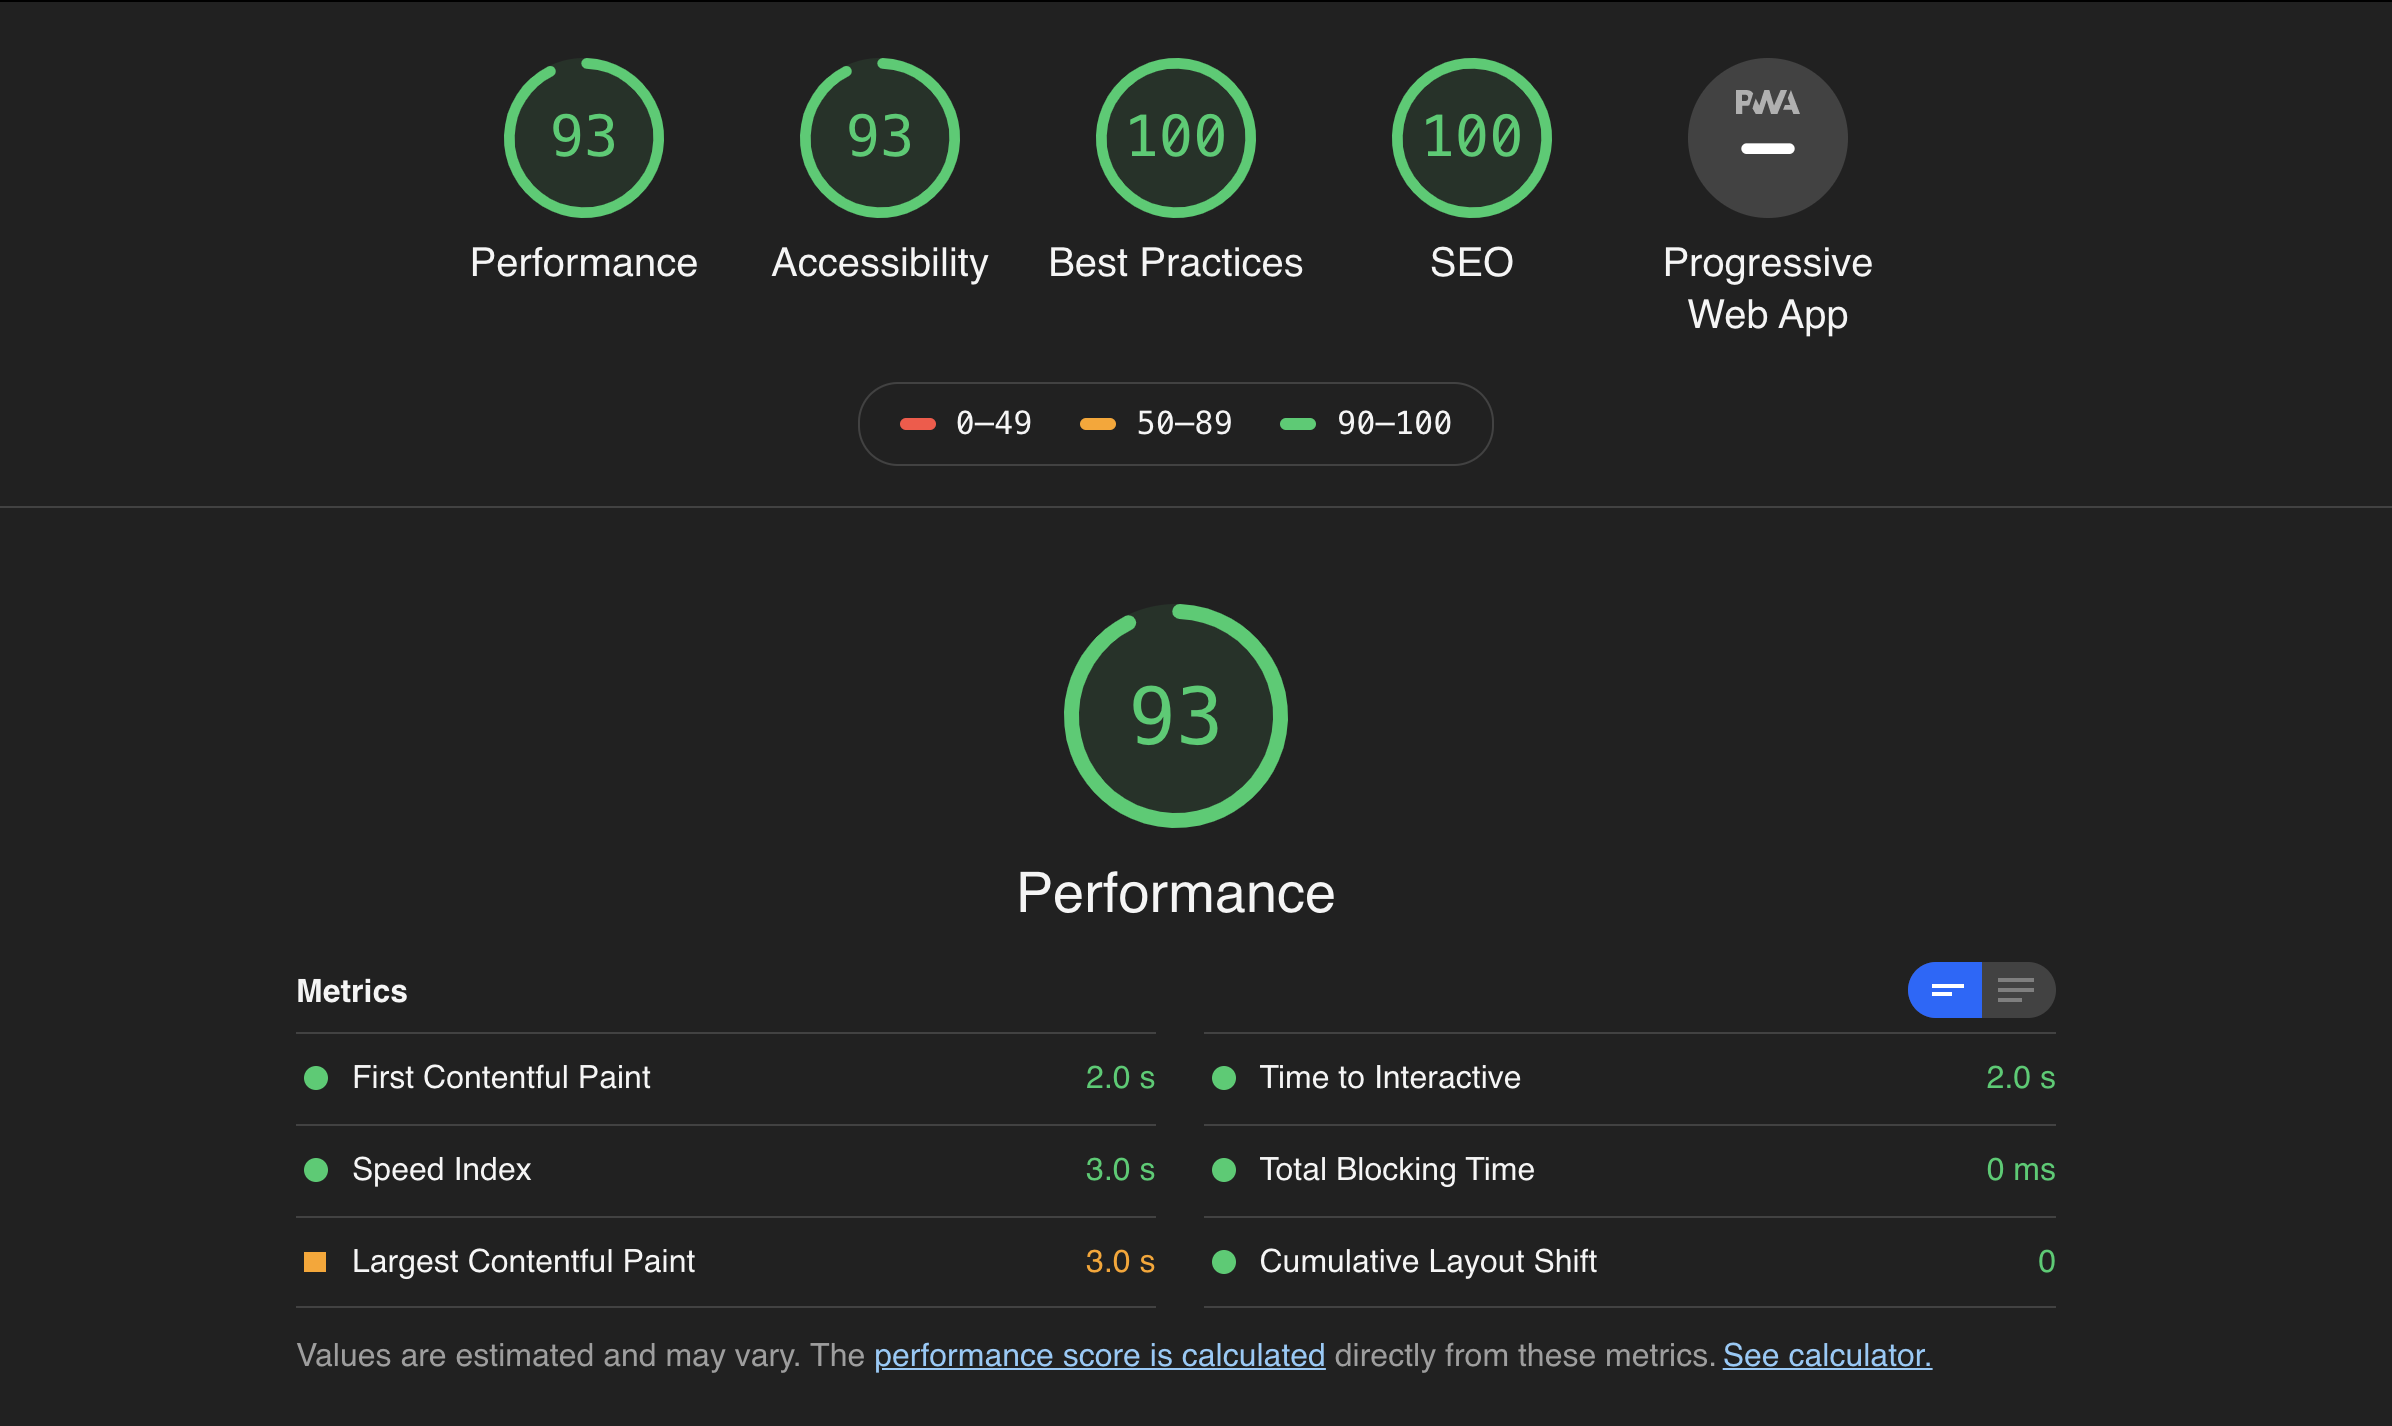 93
93
100
100
PWA
Performance
Accessibility
Best Practices
SEO
Progressive
Web App
0–49
50–89
90–100
93
Performance
Metrics
First Contentful Paint
2.0 s
Time to Interactive
2.0 s
Speed Index
3.0 s
Total Blocking Time
0 ms
Largest Contentful Paint
3.0 s
Cumulative Layout Shift
0
Values are estimated and may vary. The performance score is calculated directly from these metrics. See calculator.